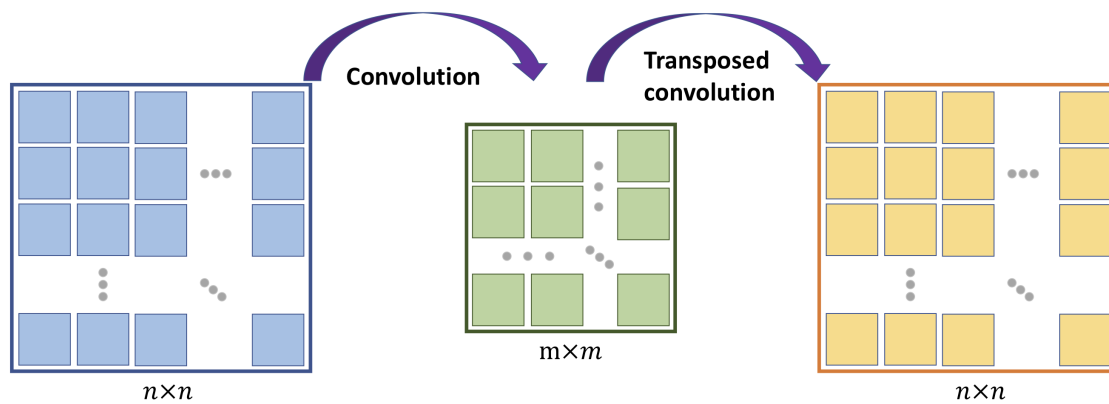 Convolution
Transposed
convolution
n×n
m×m
n×n